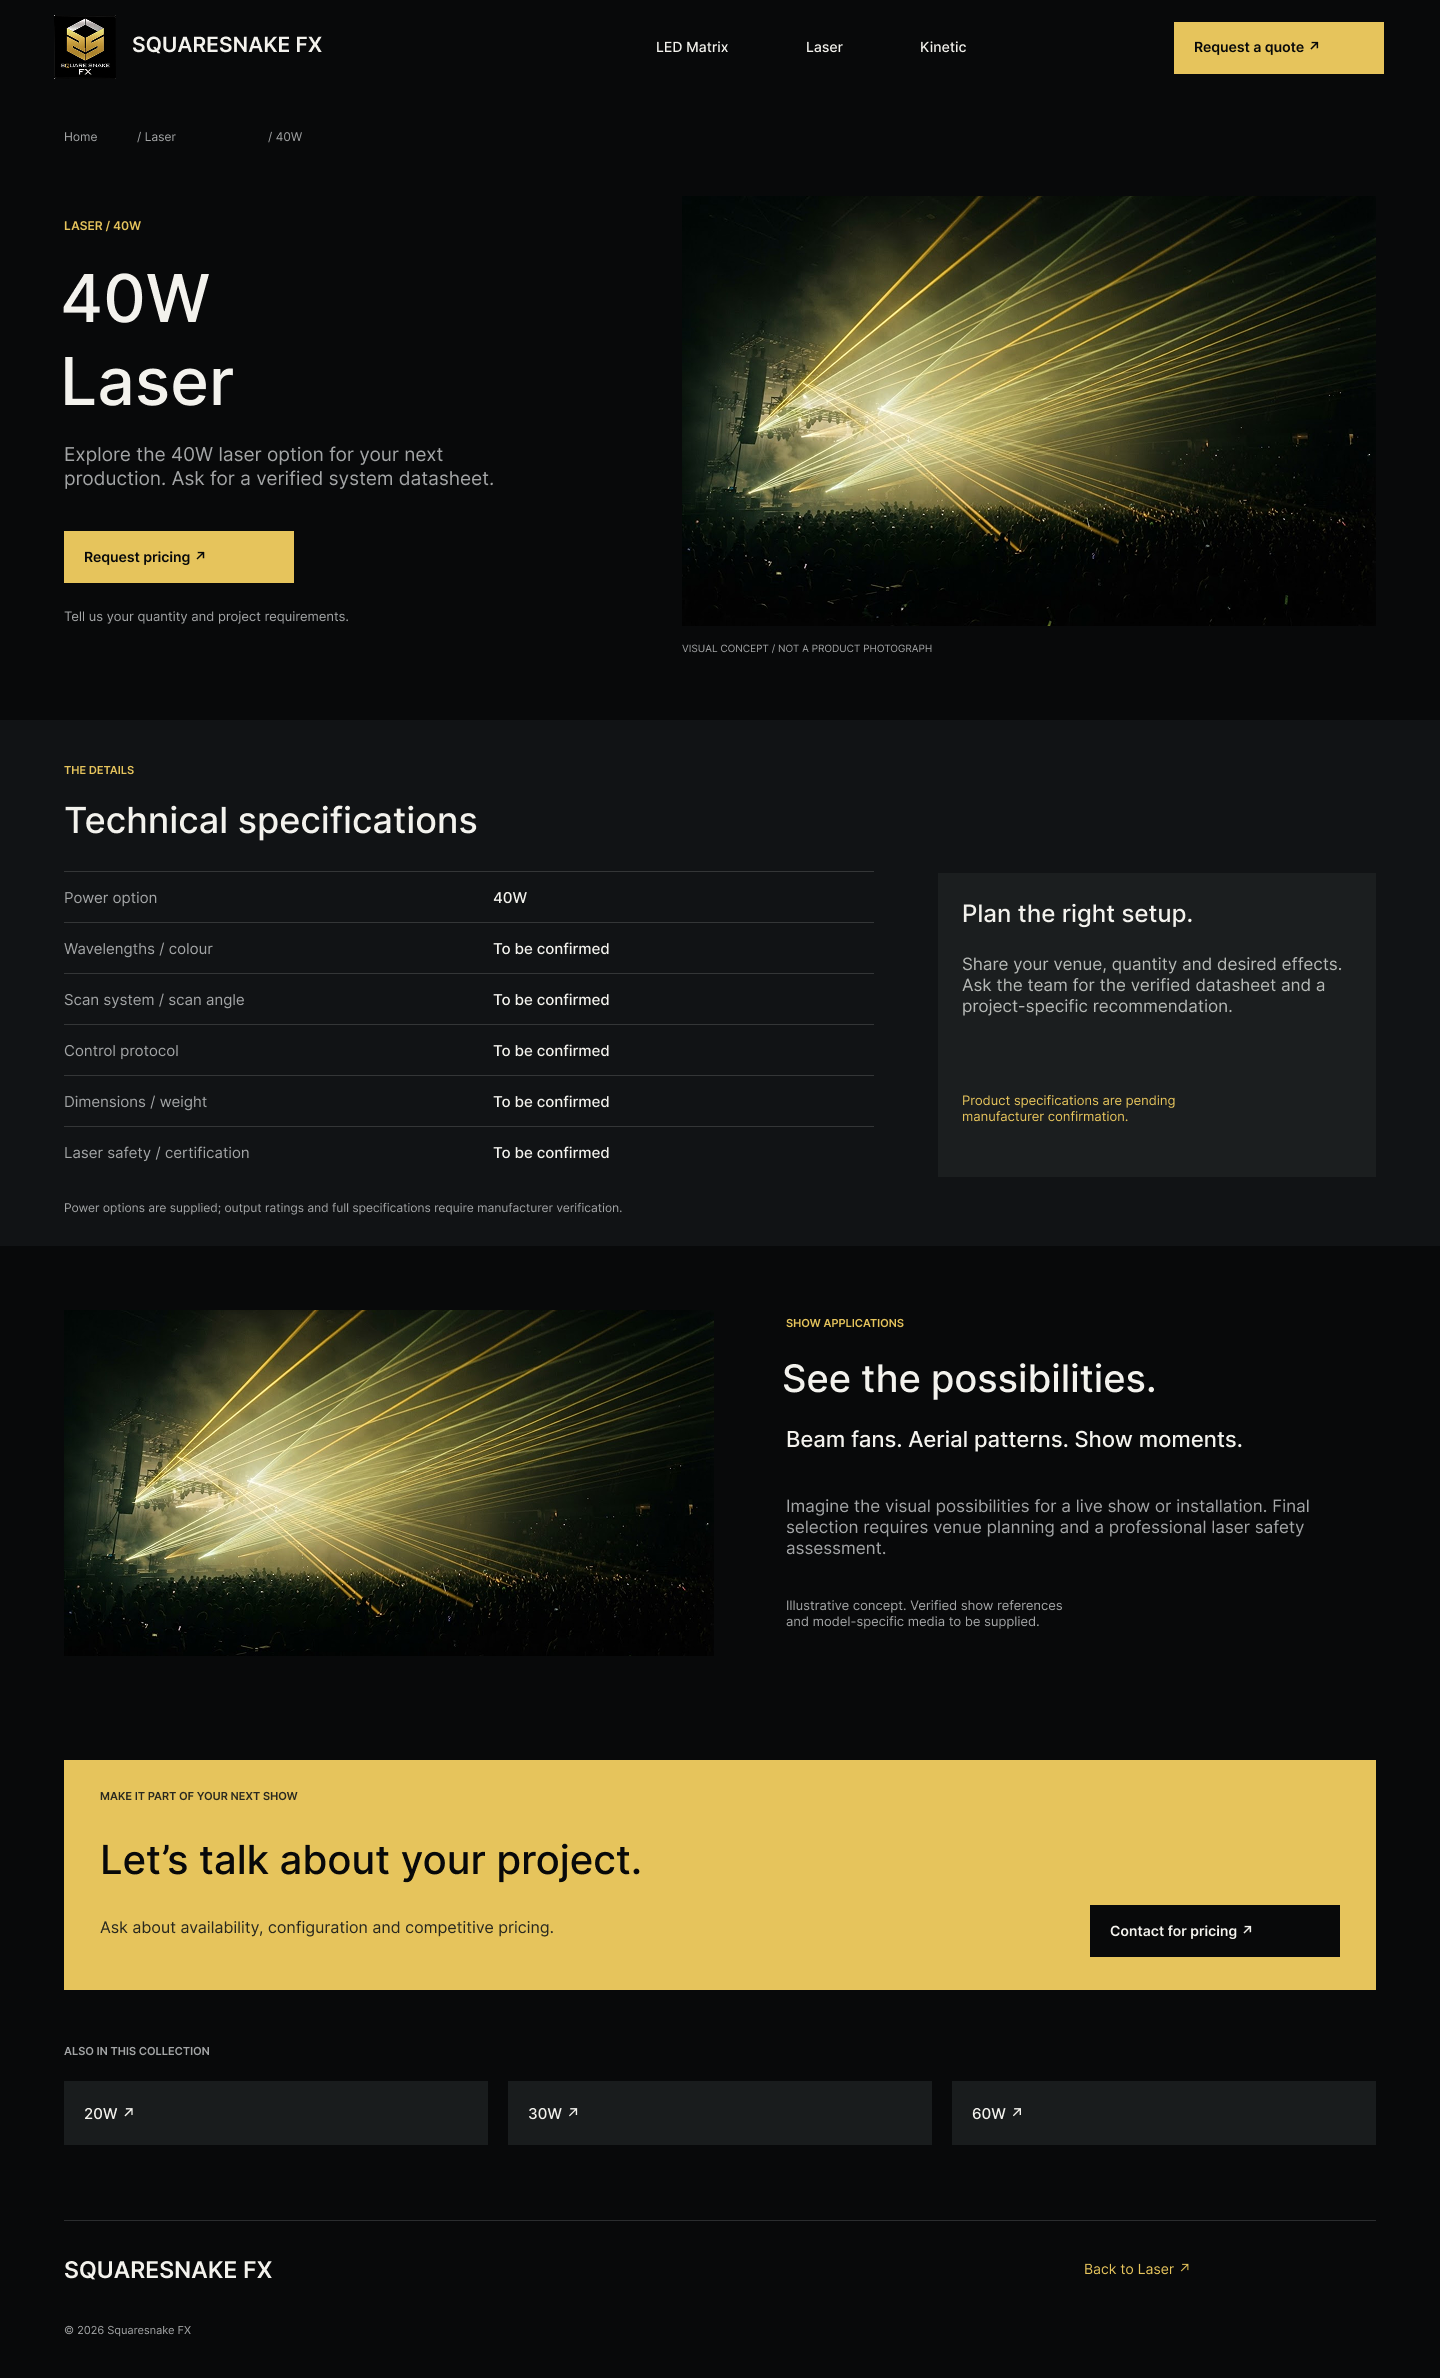 SQUARE SNAKE
FX
SQUARESNAKE FX
LED Matrix
Laser
Kinetic
Request a quote ↗
Home / Laser / 40W
LASER / 40W
40W
Laser
Explore the 40W laser option for your next
production. Ask for a verified system datasheet.
Request pricing ↗
Tell us your quantity and project requirements.
VISUAL CONCEPT / NOT A PRODUCT PHOTOGRAPH
THE DETAILS
Technical specifications
Power option 40W
Wavelengths / colour To be confirmed
Scan system / scan angle To be confirmed
Control protocol To be confirmed
Dimensions / weight To be confirmed
Laser safety / certification To be confirmed
Power options are supplied; output ratings and full specifications require manufacturer verification.
Plan the right setup.
Share your venue, quantity and desired effects.
Ask the team for the verified datasheet and a
project-specific recommendation.
Product specifications are pending
manufacturer confirmation.
SHOW APPLICATIONS
See the possibilities.
Beam fans. Aerial patterns. Show moments.
Imagine the visual possibilities for a live show or installation. Final
selection requires venue planning and a professional laser safety
assessment.
Illustrative concept. Verified show references
and model-specific media to be supplied.
MAKE IT PART OF YOUR NEXT SHOW
Let’s talk about your project.
Ask about availability, configuration and competitive pricing.
Contact for pricing ↗
ALSO IN THIS COLLECTION
20W ↗
30W ↗
60W ↗
SQUARESNAKE FX
Back to Laser ↗
© 2026 Squaresnake FX